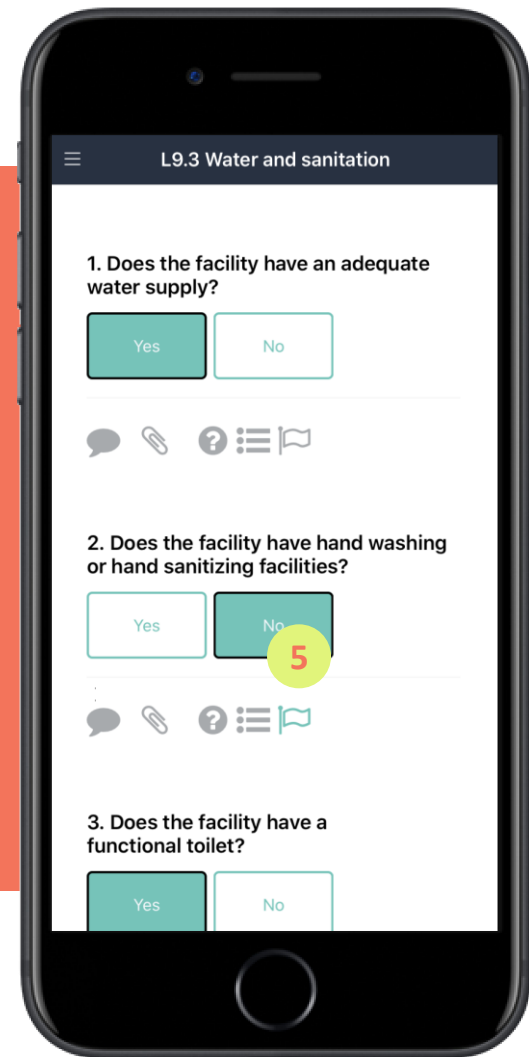 L9.3 Water and sanitation
1. Does the facility have an adequate
water supply?
Yes
No
2. Does the facility have hand washing
or hand sanitizing facilities?
Yes
No
5
3. Does the facility have a
functional toilet?
Yes
No